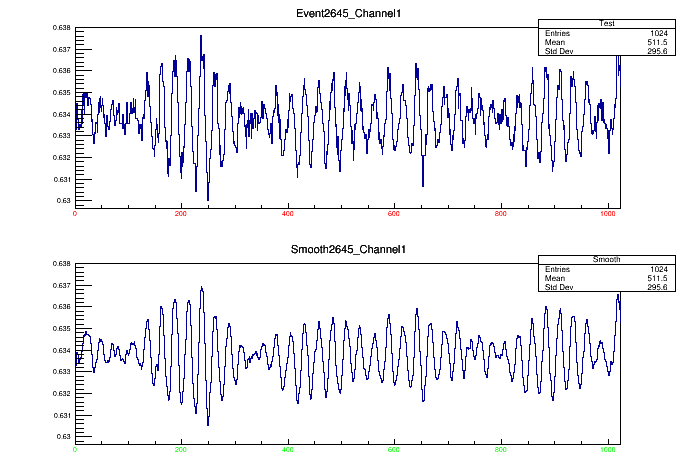 Event2645_Channel1
Test
Entries 1024
Mean 511.5
Std Dev 295.6
0.638
0.637
0.636
0.635
0.634
0.633
0.632
0.631
0.63
0 200 400 600 800 1000
Smooth2645_Channel1
Smooth
Entries 1024
Mean 511.5
Std Dev 295.6
0.638
0.637
0.636
0.635
0.634
0.633
0.632
0.631
0.63
0 200 400 600 800 1000